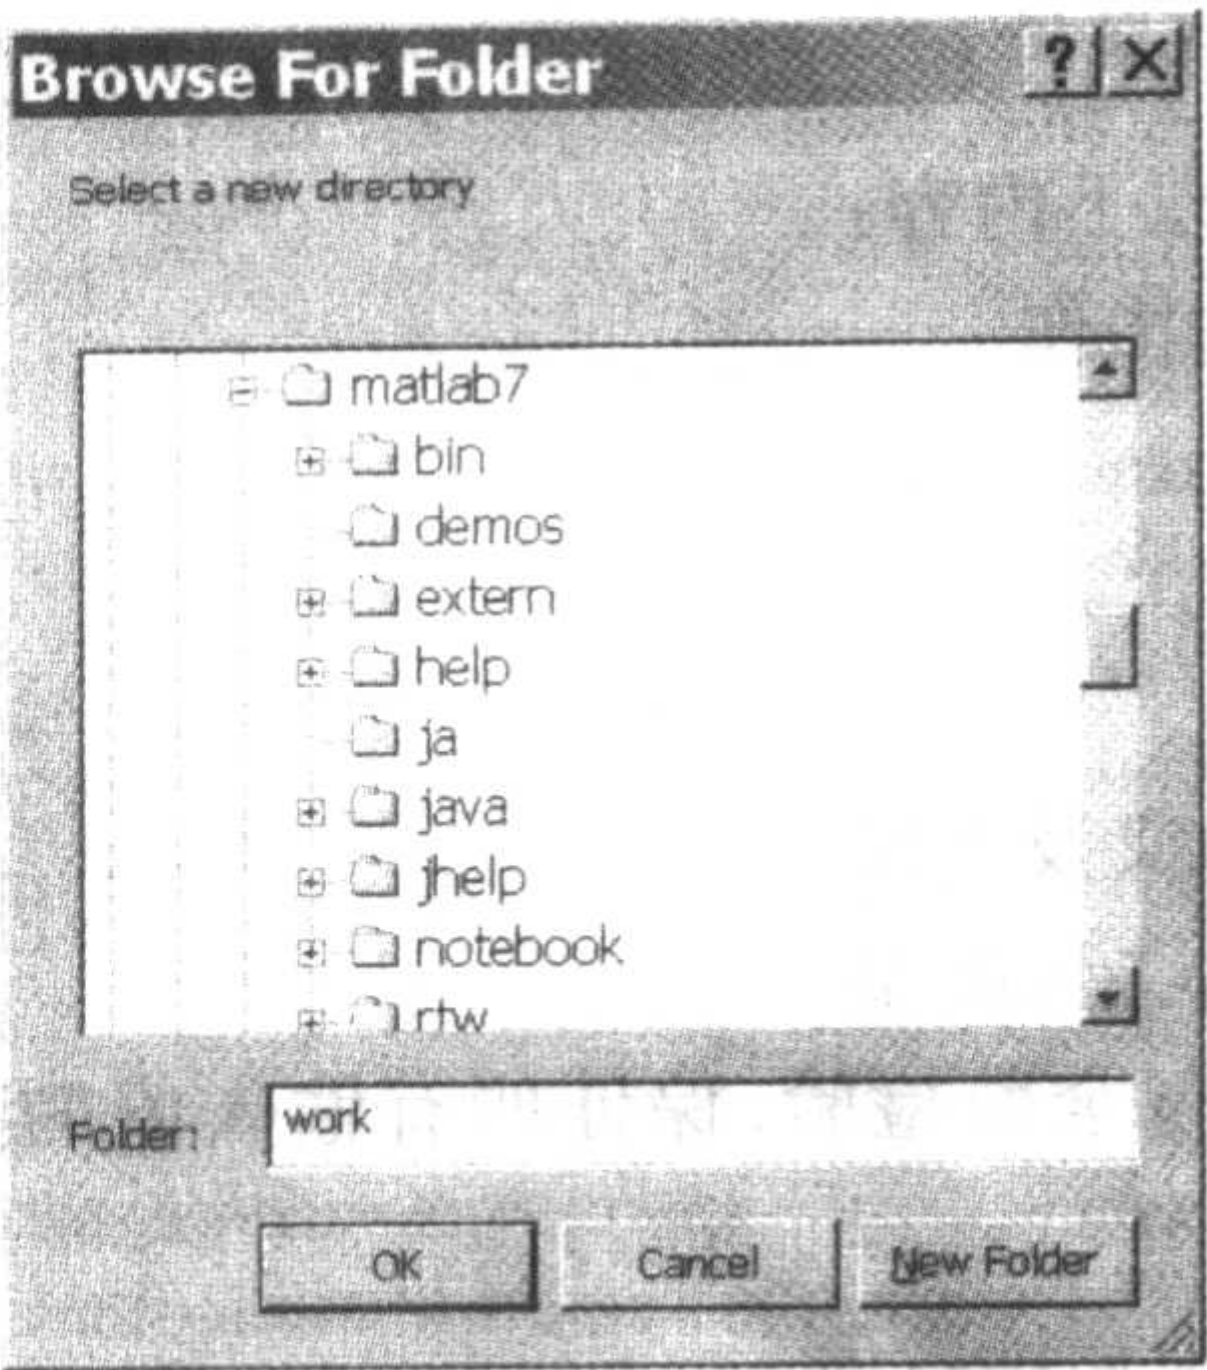 Browse For Folder ? X
Select a new directory
matlab7
bin
demos
extern
help
ja
java
jhelp
notebook
rtw
Folder: work
OK Cancel New Folder